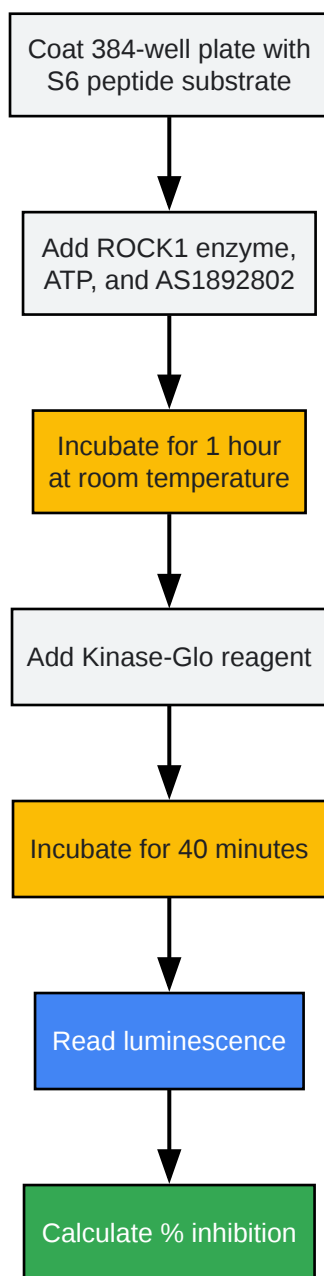 Coat 384-well plate with
S6 peptide substrate
Add ROCK1 enzyme,
ATP, and AS1892802
Incubate for 1 hour
at room temperature
Add Kinase-Glo reagent
Incubate for 40 minutes
Read luminescence
Calculate % inhibition